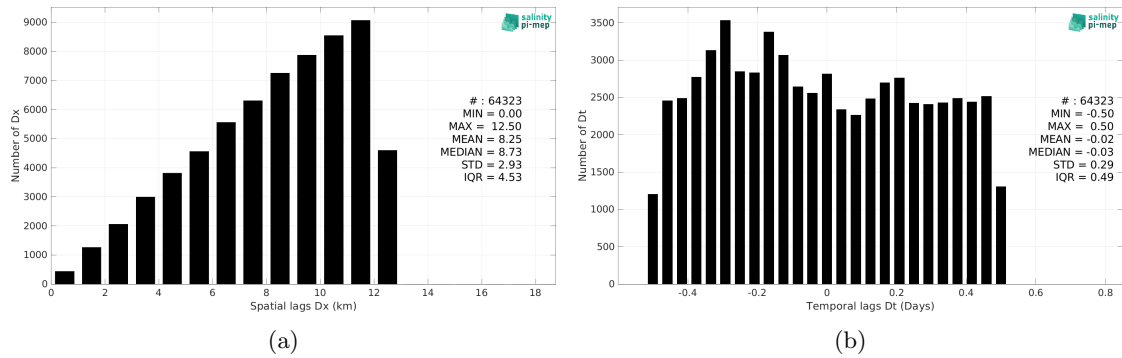 9000
8000
7000
6000
5000
4000
3000
2000
1000
0
Number of Dx
0 2 4 6 8 10 12 14 16 18
Spatial lags Dx (km)
salinity
pi-mep
# : 64323
MIN = 0.00
MAX = 12.50
MEAN = 8.25
MEDIAN = 8.73
STD = 2.93
IQR = 4.53
(a)
3500
3000
2500
2000
1500
1000
500
0
Number of Dt
-0.4 -0.2 0 0.2 0.4 0.6 0.8
Temporal lags Dt (Days)
salinity
pi-mep
# : 64323
MIN = -0.50
MAX = 0.50
MEAN = -0.02
MEDIAN = -0.03
STD = 0.29
IQR = 0.49
(b)